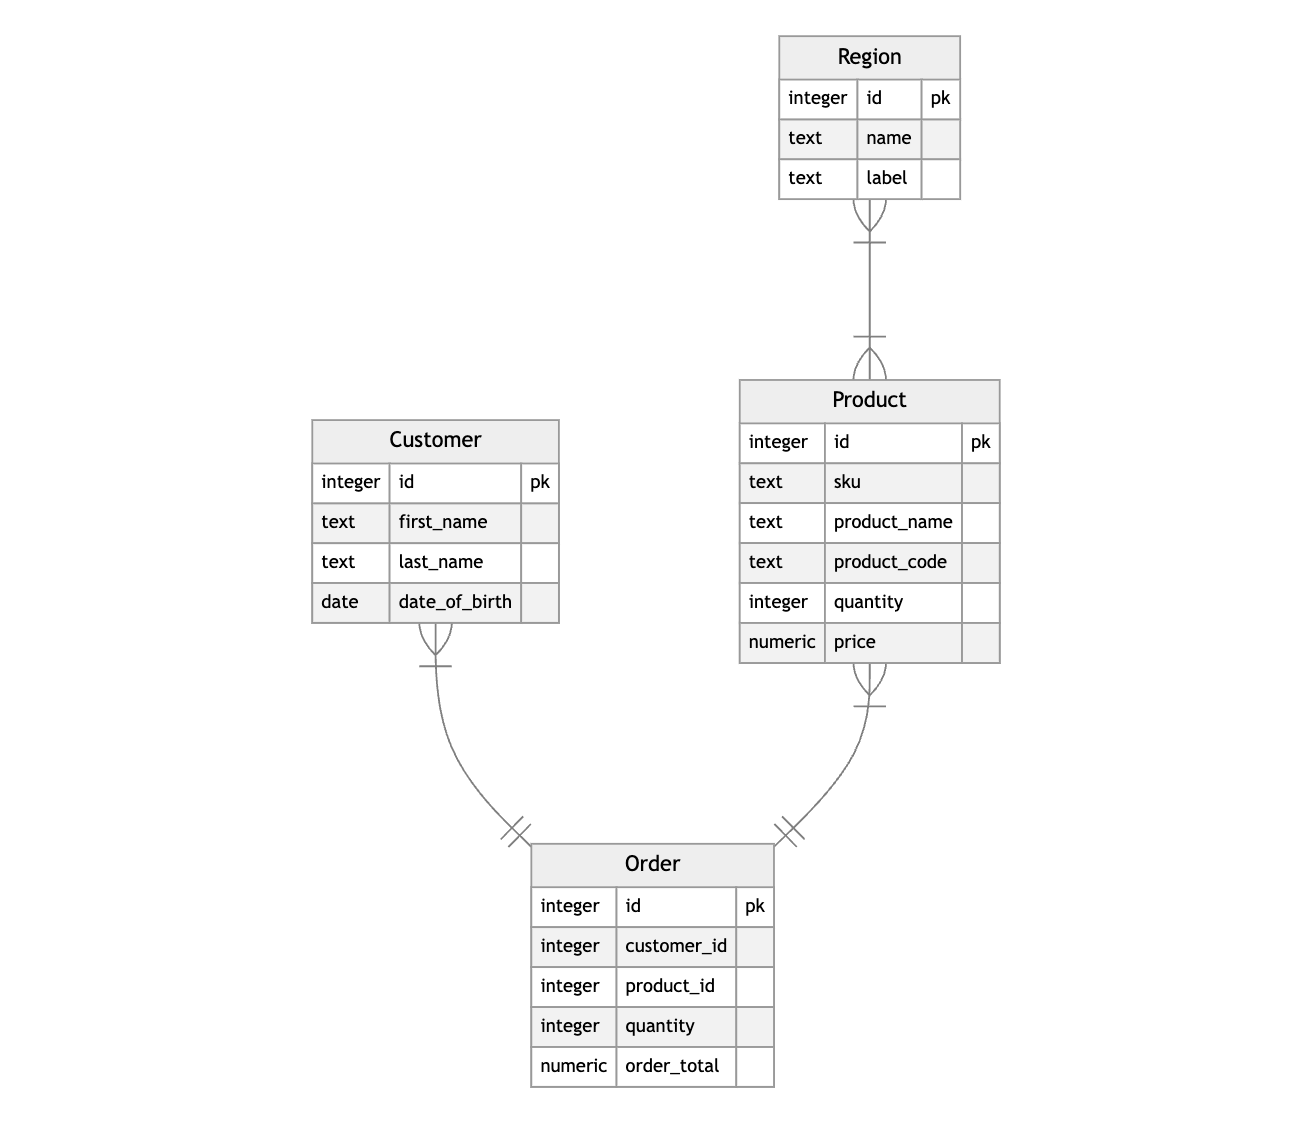 Region
integer id pk
text name
text label
Product
integer id pk
text sku
text product_name
text product_code
integer quantity
numeric price
Customer
integer id pk
text first_name
text last_name
date date_of_birth
Order
integer id pk
integer customer_id
integer product_id
integer quantity
numeric order_total